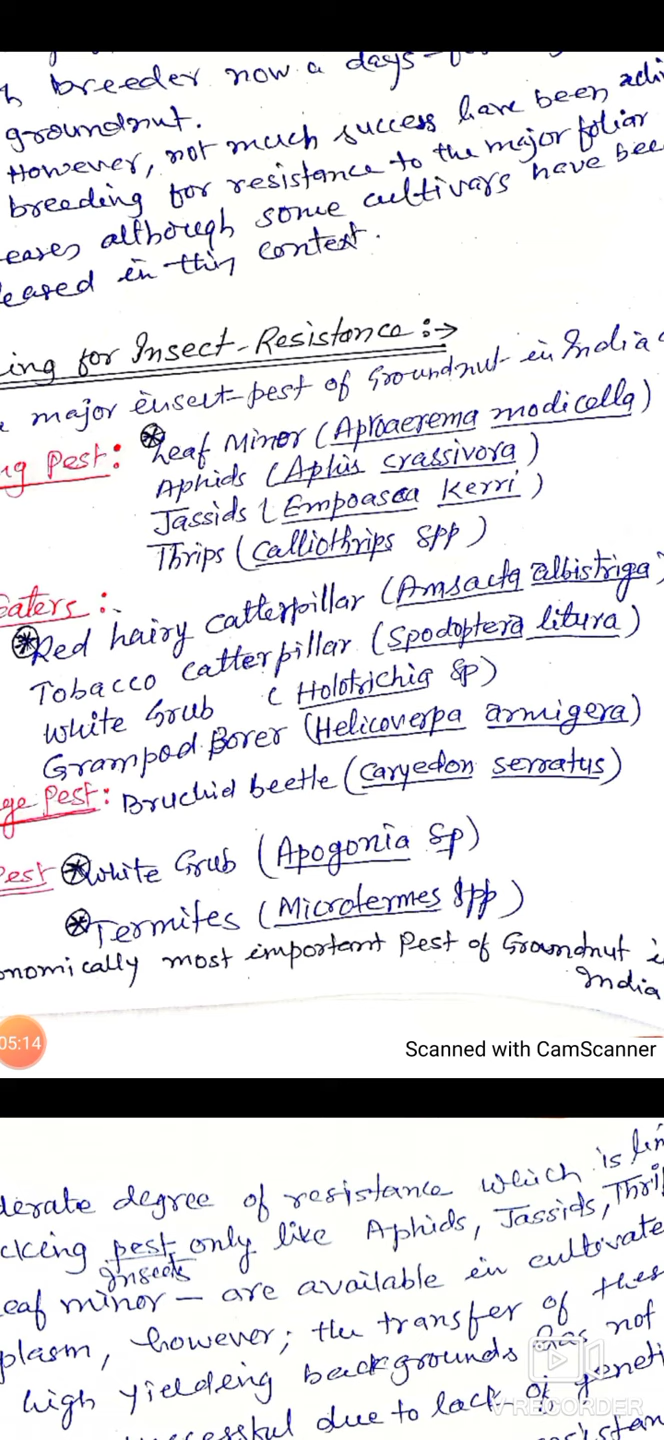 breeder now a days
groundnut.
However, not much success have been achi
breeding for resistance to the major foliar
eases although some cultivars have bee
eased in this context.
ing for Insect-Resistance :→
major insect-pest of Groundnut in India
ng Pest: Leaf Minor (Aproaerema modicella)
Aphids (Aphis crassivora)
Jassids (Empoasca Kerri)
Thrips (Calliothrips spp)
Eaters :
Red hairy catterpillar (Amsacta albistriga)
Tobacco catterpillar (Spodoptera litura)
White Grub (Holotrichia sp)
Grampod Borer (Helicoverpa armigera)
ge Pest: Bruchid beetle (Caryedon serratus)
Pest White Grub (Apogonia sp)
Termites (Microtermes spp)
nomically most important Pest of Groundnut i
India
05:14
Scanned with CamScanner
derate degree of resistance which is lim
cking pest only like Aphids, Jassids, Thri
Insects
eaf minor - are available in cultivate
plasm, however; the transfer of thes
high yielding backgrounds has not
ccessful due to lack of geneti
V RECORDER